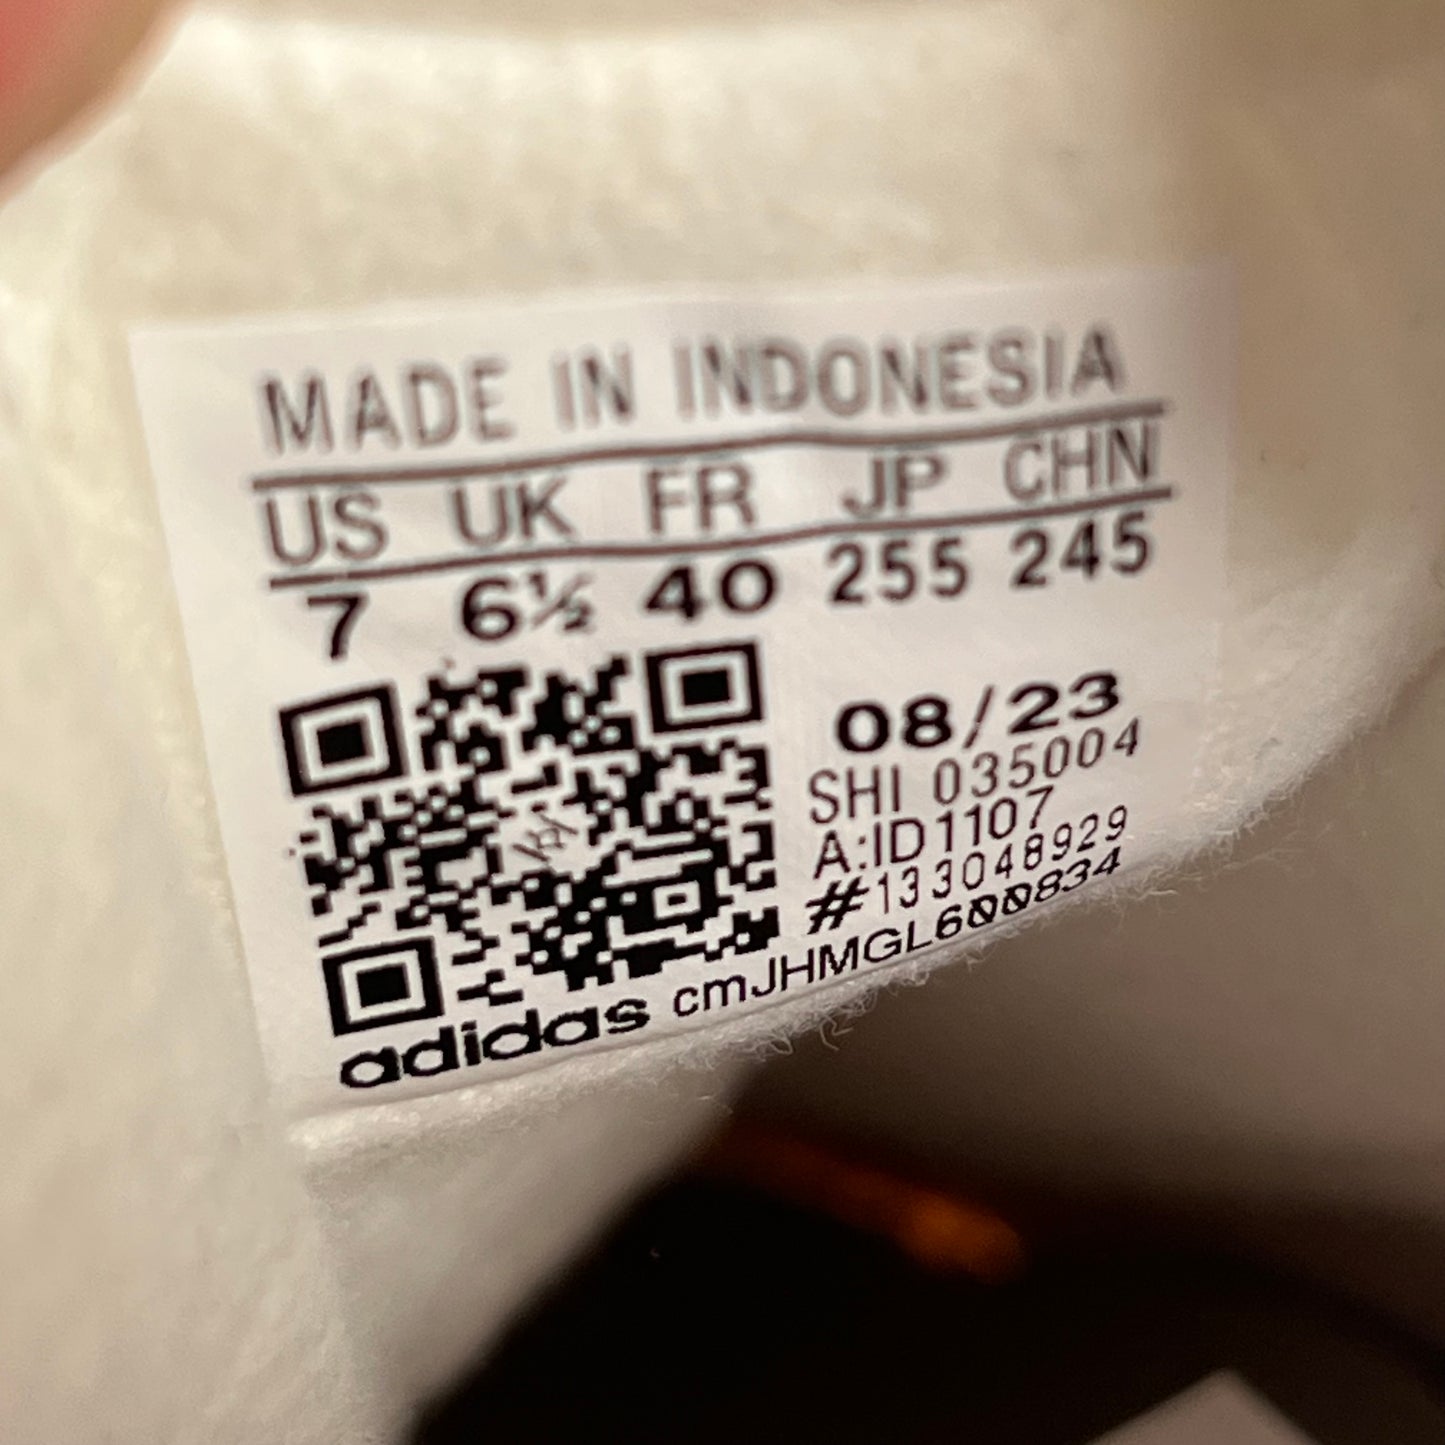 MADE IN INDONESIA
US UK FR JP CHN
7 6½ 40 255 245
08/23
SHI 035004
A:ID1107
#133048929
adidas cmJHMGL600834